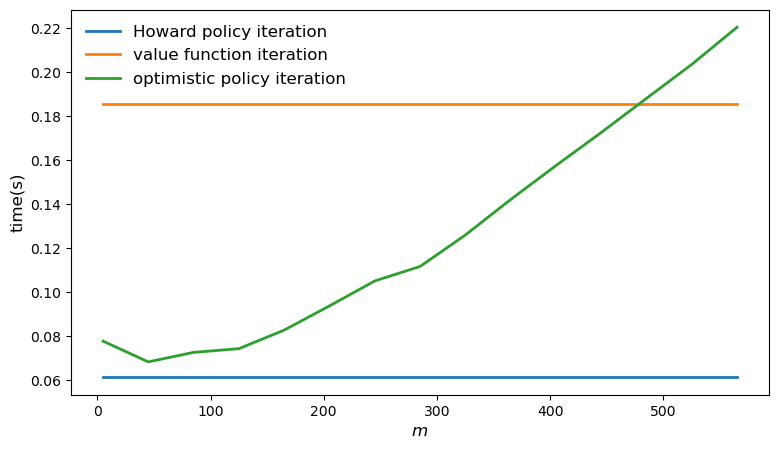 Howard policy iteration
value function iteration
optimistic policy iteration
0.22
0.20
0.18
0.16
0.14
0.12
0.10
0.08
0.06
time(s)
0 100 200 300 400 500
m